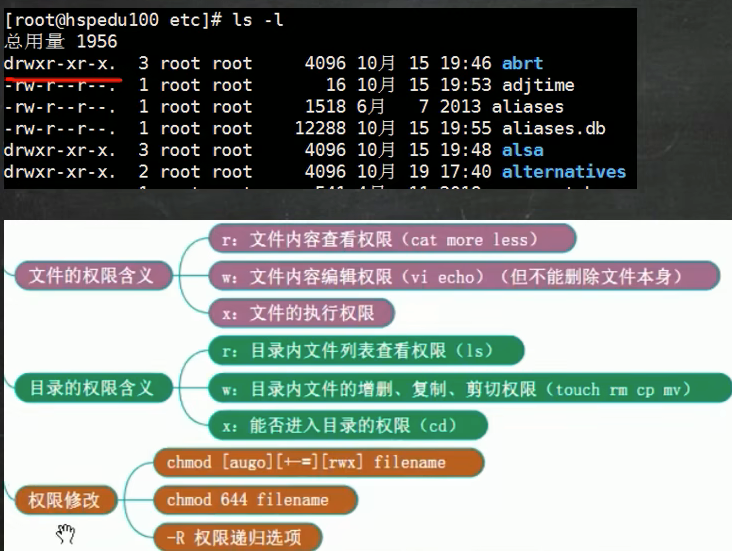 [root@hspedu100 etc]# ls -l
总用量 1956
drwxr-xr-x. 3 root root 4096 10月 15 19:46 abrt
-rw-r--r--. 1 root root 16 10月 15 19:53 adjtime
-rw-r--r--. 1 root root 1518 6月 7 2013 aliases
-rw-r--r--. 1 root root 12288 10月 15 19:55 aliases.db
drwxr-xr-x. 3 root root 4096 10月 15 19:48 alsa
drwxr-xr-x. 2 root root 4096 10月 19 17:40 alternatives
文件的权限含义
r：文件内容查看权限（cat more less）
w：文件内容编辑权限（vi echo）（但不能删除文件本身）
x：文件的执行权限
目录的权限含义
r：目录内文件列表查看权限（ls）
w：目录内文件的增删、复制、剪切权限（touch rm cp mv）
x：能否进入目录的权限（cd）
权限修改
chmod [augo][+-=][rwx] filename
chmod 644 filename
-R 权限递归选项